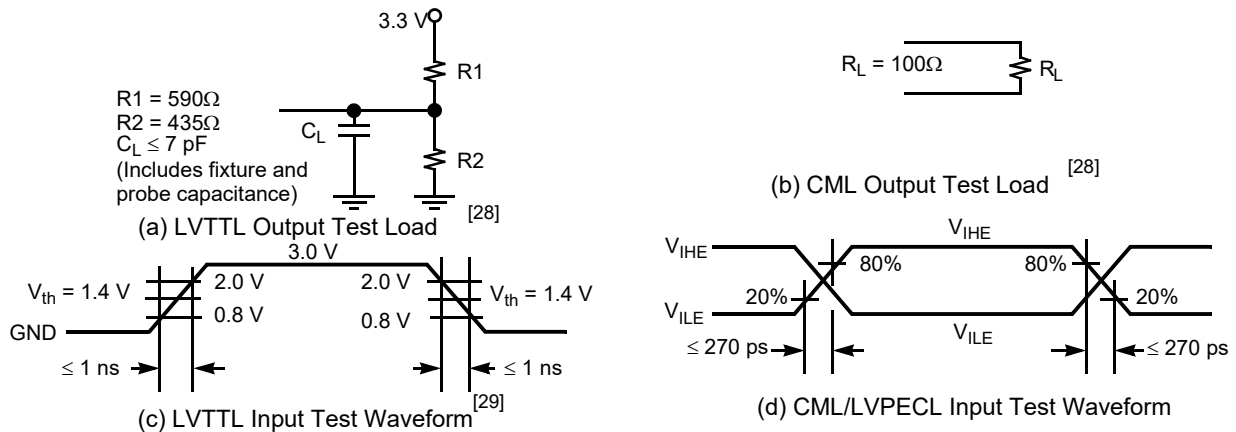 3.3 V
R1
R1 = 590Ω
R2 = 435Ω
C_L ≤ 7 pF
(Includes fixture and
probe capacitance)
C_L
R2
(a) LVTTL Output Test Load [28]
R_L = 100Ω
R_L
(b) CML Output Test Load [28]
3.0 V
2.0 V
2.0 V
V_th = 1.4 V
V_th = 1.4 V
0.8 V
0.8 V
GND
≤ 1 ns
≤ 1 ns
(c) LVTTL Input Test Waveform [29]
V_IHE
V_IHE
80%
80%
20%
20%
V_ILE
V_ILE
≤ 270 ps
≤ 270 ps
(d) CML/LVPECL Input Test Waveform